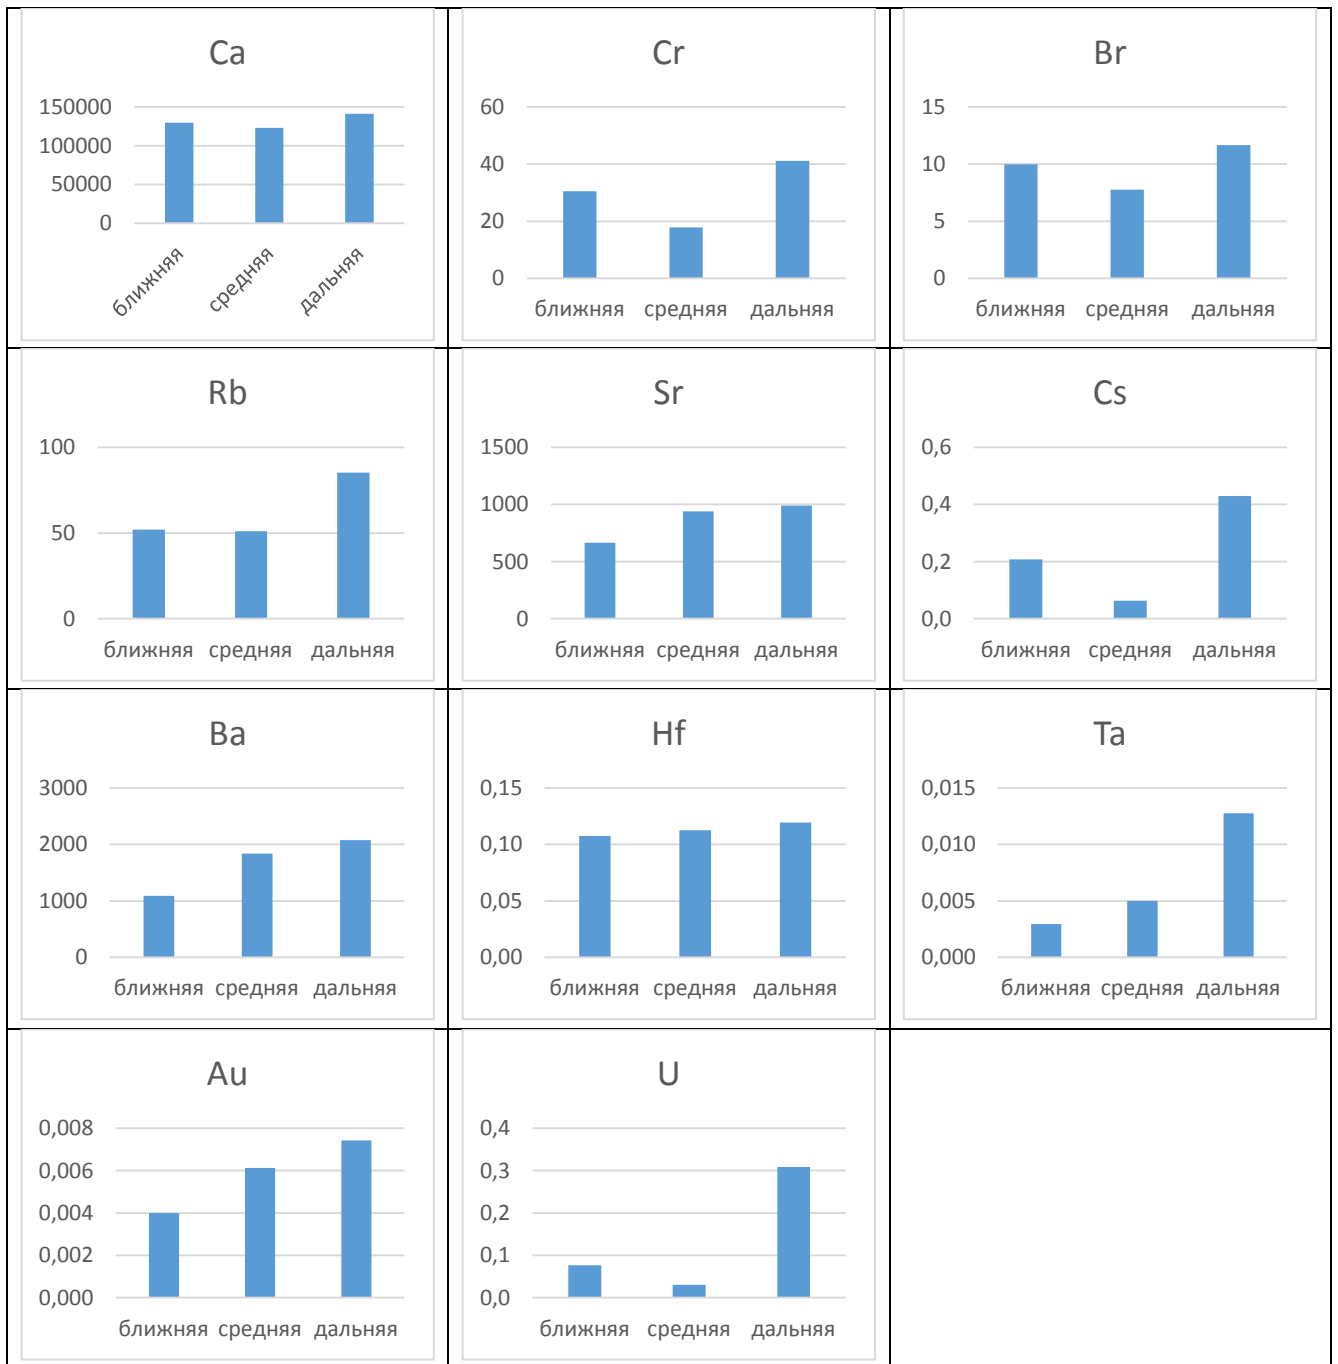 Ca
150000
100000
50000
0
ближняя
средняя
дальняя
Cr
60
40
20
0
ближняя средняя дальняя
Br
15
10
5
0
ближняя средняя дальняя
Rb
100
50
0
ближняя средняя дальняя
Sr
1500
1000
500
0
ближняя средняя дальняя
Cs
0,6
0,4
0,2
0,0
ближняя средняя дальняя
Ba
3000
2000
1000
0
ближняя средняя дальняя
Hf
0,15
0,10
0,05
0,00
ближняя средняя дальняя
Ta
0,015
0,010
0,005
0,000
ближняя средняя дальняя
Au
0,008
0,006
0,004
0,002
0,000
ближняя средняя дальняя
U
0,4
0,3
0,2
0,1
0,0
ближняя средняя дальняя